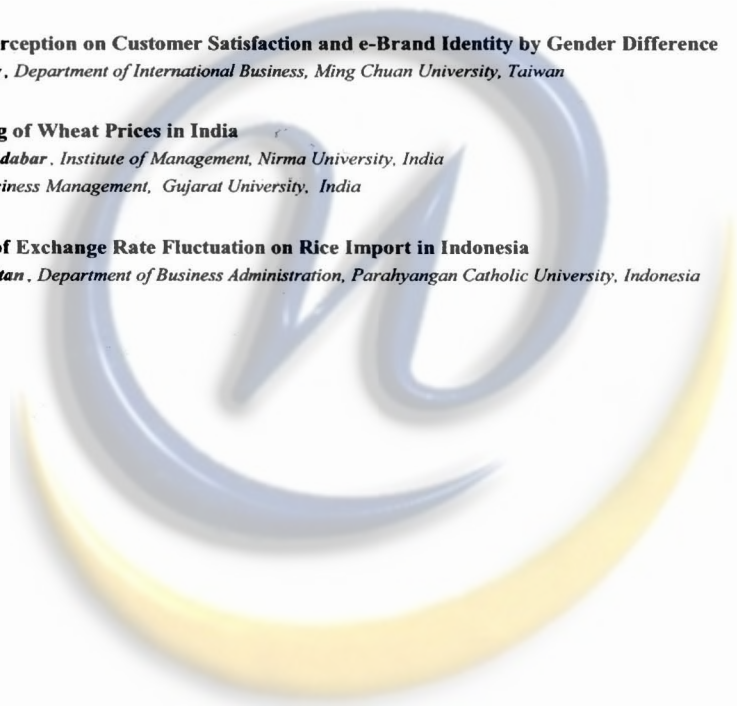 rception on Customer Satisfaction and e-Brand Identity by Gender Difference
, Department of International Business, Ming Chuan University, Taiwan
g of Wheat Prices in India
dabar, Institute of Management, Nirma University, India
iness Management, Gujarat University, India
of Exchange Rate Fluctuation on Rice Import in Indonesia
tan, Department of Business Administration, Parahyangan Catholic University, Indonesia